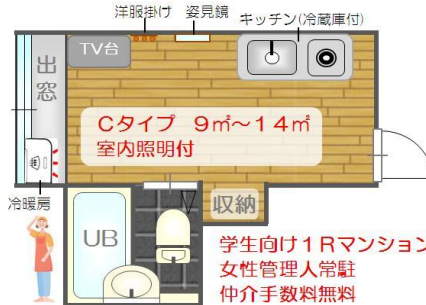 洋服掛け 姿見鏡 キッチン(冷蔵庫付)
TV台
出窓
Cタイプ 9㎡~14㎡
室内照明付
冷暖房
収納
UB
学生向け1Rマンション
女性管理人常駐
仲介手数料無料